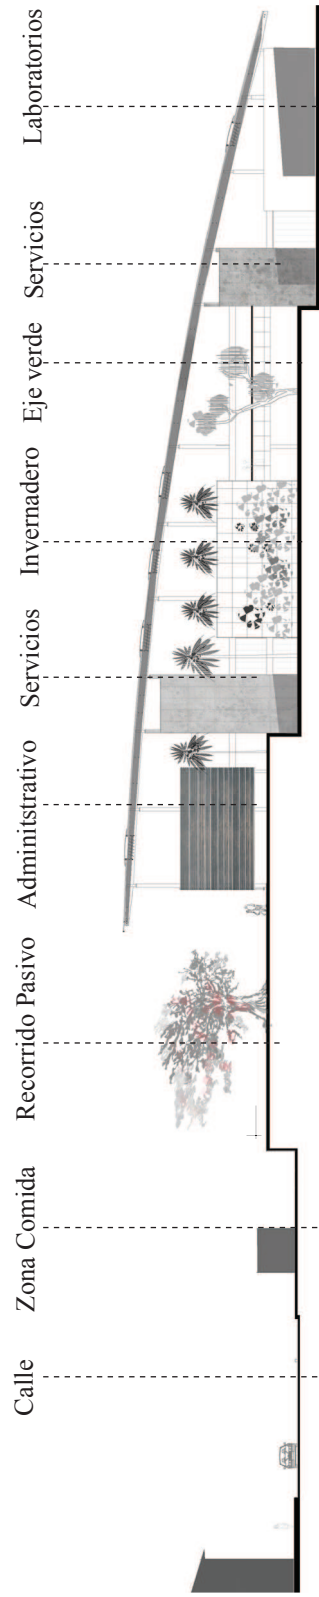 Calle
Zona Comida
Recorrido Pasivo
Adminitstrativo
Servicios
Invernadero
Eje verde
Servicios
Laboratorios